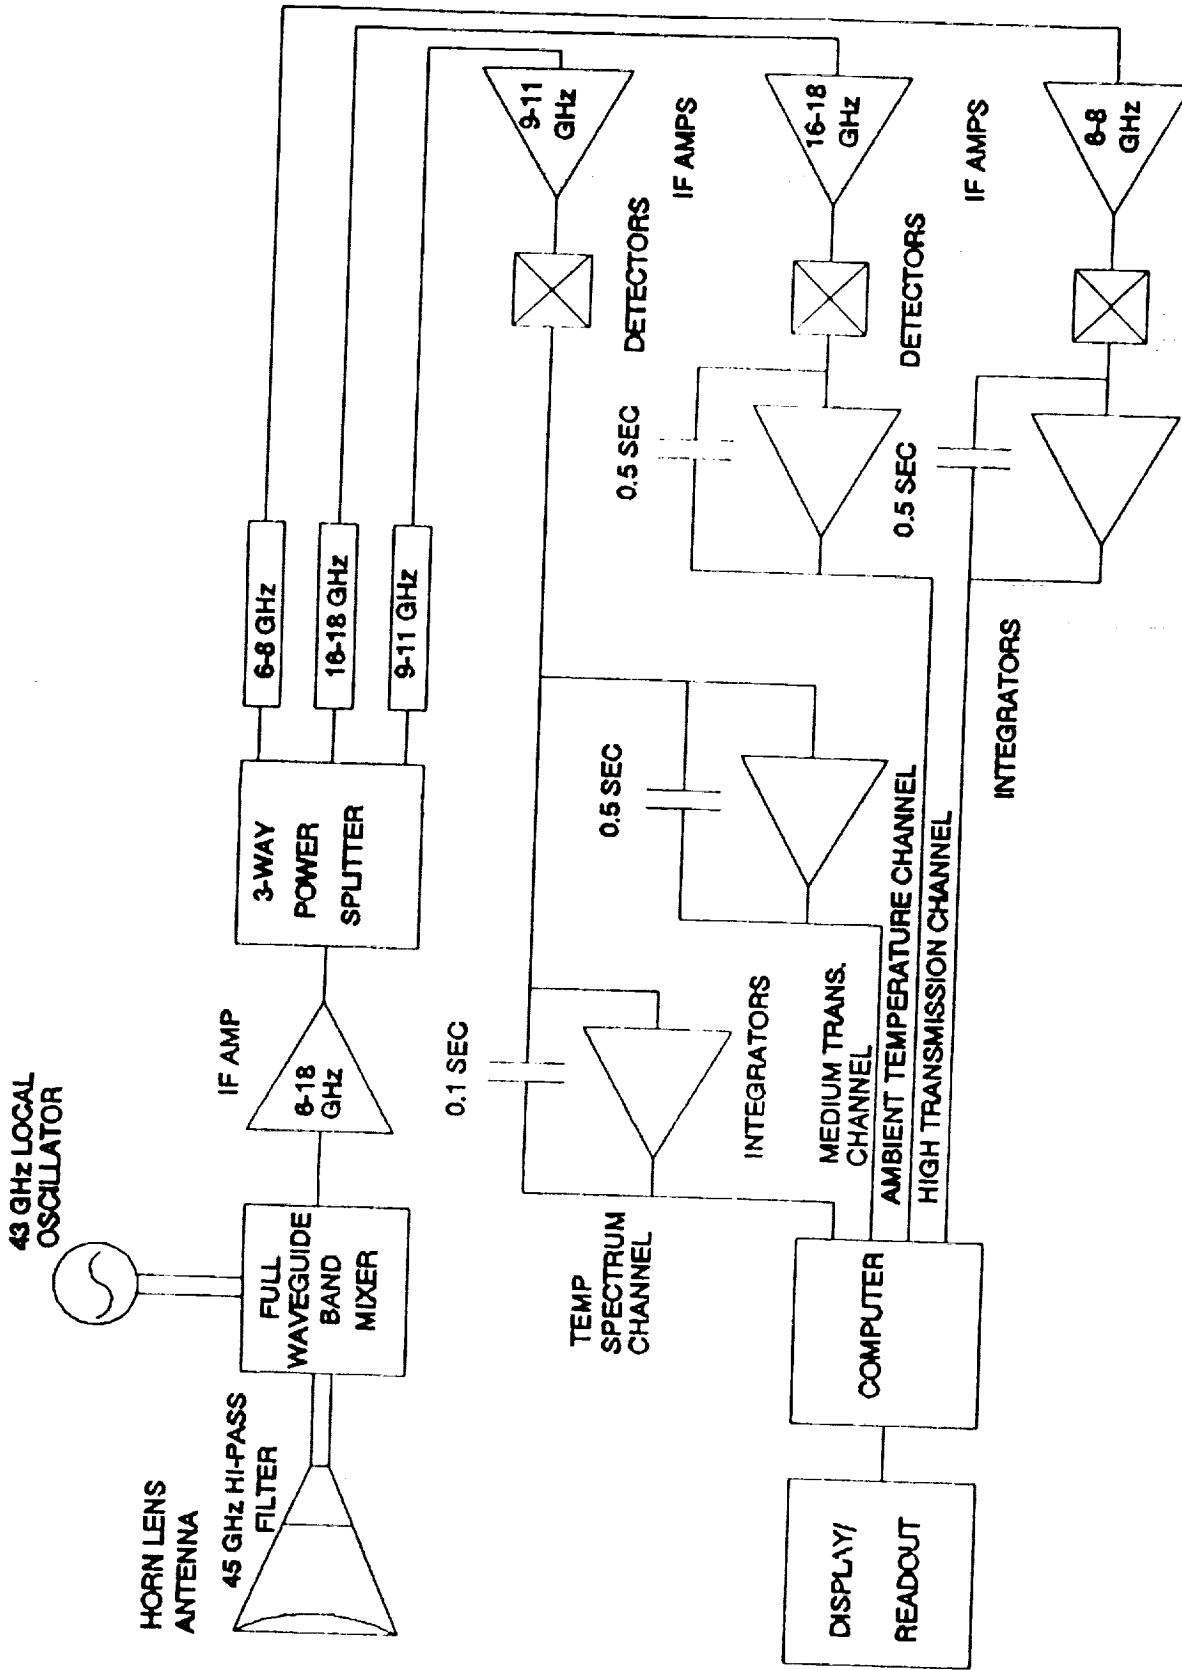 HORN LENS
ANTENNA
45 GHz HI-PASS
FILTER
43 GHz LOCAL
OSCILLATOR
FULL
WAVEGUIDE
BAND
MIXER
IF AMP
6-18
GHz
3-WAY
POWER
SPLITTER
6-8 GHz
16-18 GHz
9-11 GHz
9-11
GHz
IF AMPS
16-18
GHz
IF AMPS
6-8
GHz
DETECTORS
DETECTORS
0.5 SEC
0.5 SEC
INTEGRATORS
0.5 SEC
0.1 SEC
INTEGRATORS
TEMP
SPECTRUM
CHANNEL
MEDIUM TRANS.
CHANNEL
AMBIENT TEMPERATURE CHANNEL
HIGH TRANSMISSION CHANNEL
COMPUTER
DISPLAY/
READOUT